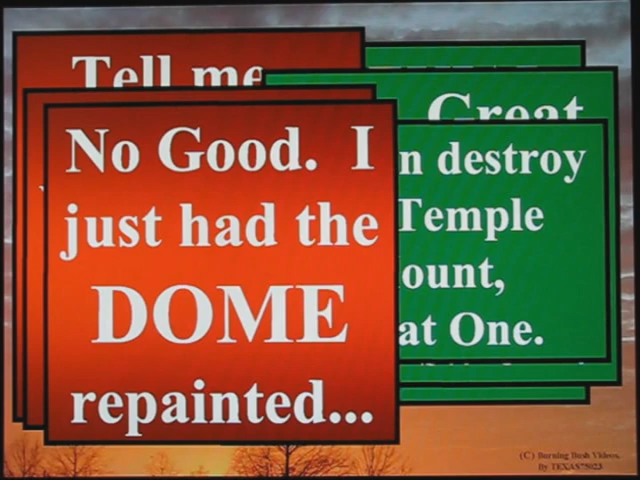 Tell me
No Good. I
just had the
DOME
repainted...
Great
n destroy
Temple
ount,
at One.
(C) Burning Bush Videos.
By TEXAS75023